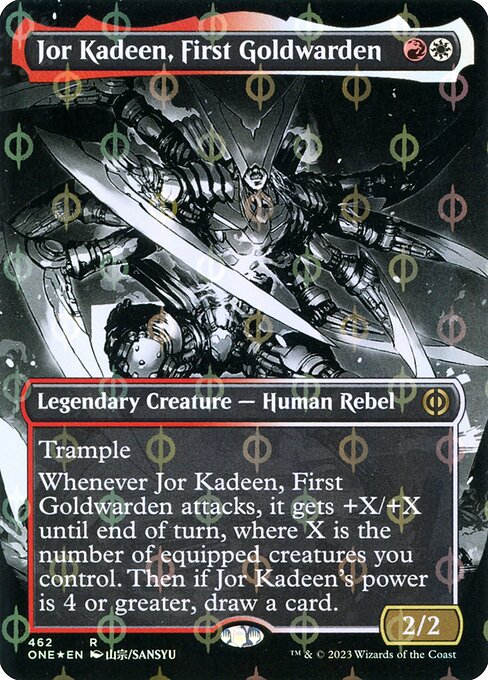 Jor Kadeen, First Goldwarden
Legendary Creature — Human Rebel
Trample
Whenever Jor Kadeen, First
Goldwarden attacks, it gets +X/+X
until end of turn, where X is the
number of equipped creatures you
control. Then if Jor Kadeen's power
is 4 or greater, draw a card.
2/2
462 R
ONE★EN 山宗/SANSYU
™ & © 2023 Wizards of the Coast